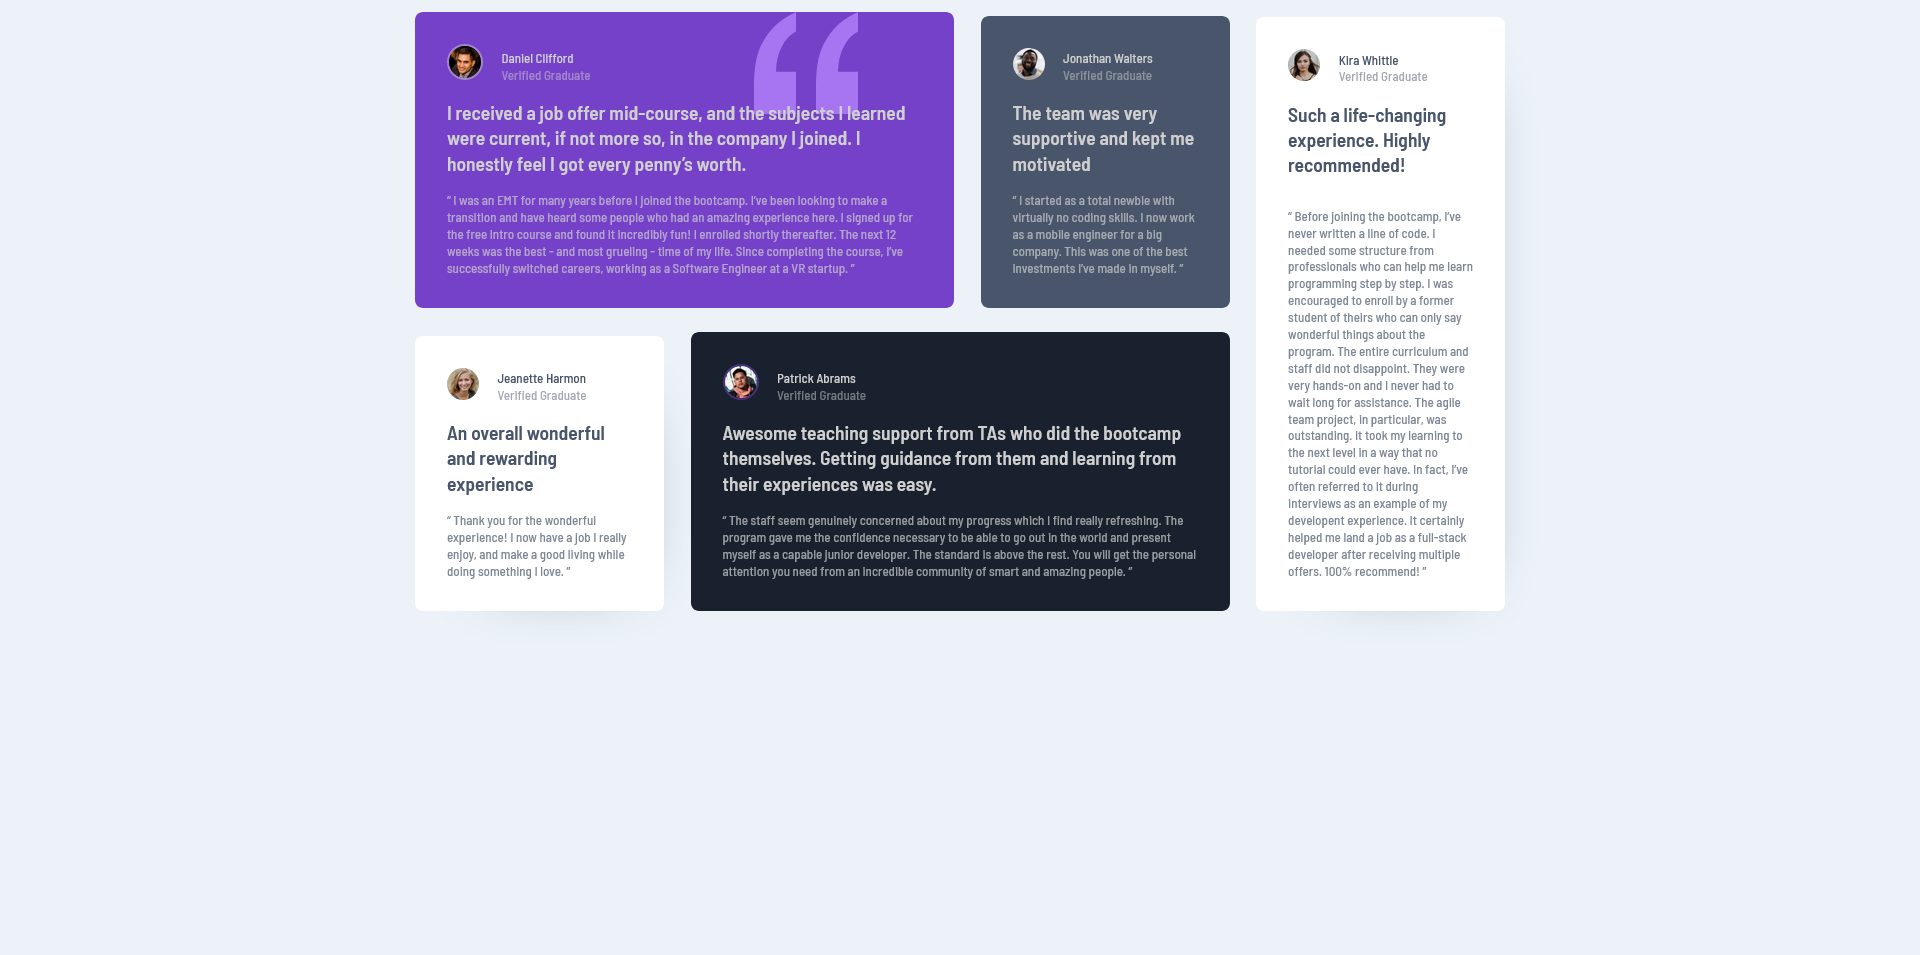 Daniel Clifford
Verified Graduate
I received a job offer mid-course, and the subjects I learned
were current, if not more so, in the company I joined. I
honestly feel I got every penny’s worth.
“ I was an EMT for many years before I joined the bootcamp. I’ve been looking to make a
transition and have heard some people who had an amazing experience here. I signed up for
the free intro course and found it incredibly fun! I enrolled shortly thereafter. The next 12
weeks was the best - and most grueling - time of my life. Since completing the course, I’ve
successfully switched careers, working as a Software Engineer at a VR startup. ”
Jonathan Walters
Verified Graduate
The team was very
supportive and kept me
motivated
“ I started as a total newbie with
virtually no coding skills. I now work
as a mobile engineer for a big
company. This was one of the best
investments I’ve made in myself. ”
Kira Whittle
Verified Graduate
Such a life-changing
experience. Highly
recommended!
“ Before joining the bootcamp, I’ve
never written a line of code. I
needed some structure from
professionals who can help me learn
programming step by step. I was
encouraged to enroll by a former
student of theirs who can only say
wonderful things about the
program. The entire curriculum and
staff did not disappoint. They were
very hands-on and I never had to
wait long for assistance. The agile
team project, in particular, was
outstanding. It took my learning to
the next level in a way that no
tutorial could ever have. In fact, I’ve
often referred to it during
interviews as an example of my
developent experience. It certainly
helped me land a job as a full-stack
developer after receiving multiple
offers. 100% recommend! ”
Jeanette Harmon
Verified Graduate
An overall wonderful
and rewarding
experience
“ Thank you for the wonderful
experience! I now have a job I really
enjoy, and make a good living while
doing something I love. ”
Patrick Abrams
Verified Graduate
Awesome teaching support from TAs who did the bootcamp
themselves. Getting guidance from them and learning from
their experiences was easy.
“ The staff seem genuinely concerned about my progress which I find really refreshing. The
program gave me the confidence necessary to be able to go out in the world and present
myself as a capable junior developer. The standard is above the rest. You will get the personal
attention you need from an incredible community of smart and amazing people. ”